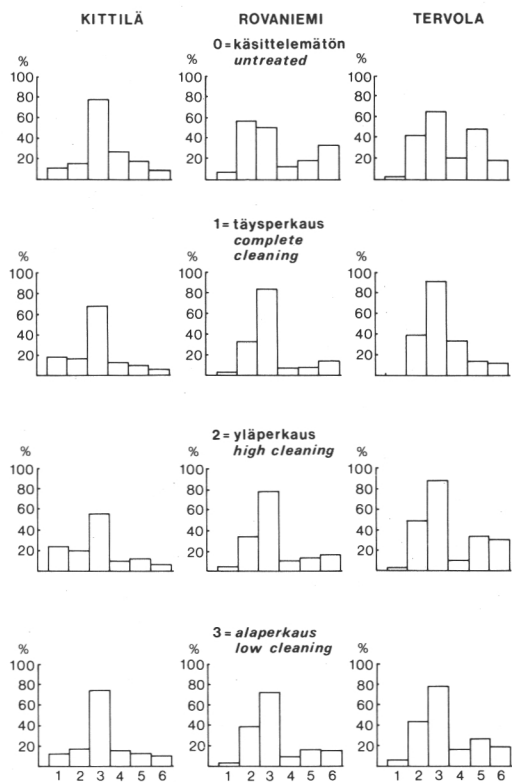 KITTILÄ ROVANIEMI TERVOLA
0=käsittelemätön
untreated
% % %
100 100 100
80 80 80
60 60 60
40 40 40
20 20 20
1=täysperkaus
complete
cleaning
% % %
100 100 100
80 80 80
60 60 60
40 40 40
20 20 20
2=yläperkaus
high cleaning
% % %
100 100 100
80 80 80
60 60 60
40 40 40
20 20 20
3=alaperkaus
low cleaning
% % %
100 100 100
80 80 80
60 60 60
40 40 40
20 20 20
1 2 3 4 5 6 1 2 3 4 5 6 1 2 3 4 5 6